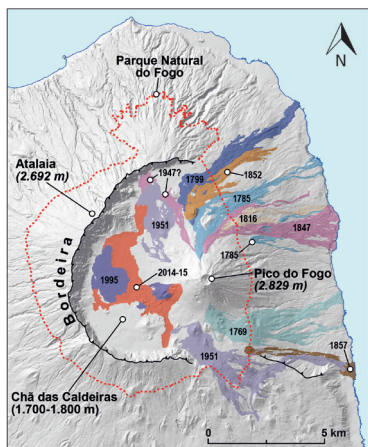 N
Parque Natural
do Fogo
Atalaia
(2.692 m)
1947?
1799
1852
1785
1951
1816
1847
1785
Bordeira
2014-15
1995
Pico do Fogo
(2.829 m)
1769
Chã das Caldeiras
(1.700-1.800 m)
1951
1857
0
5 km